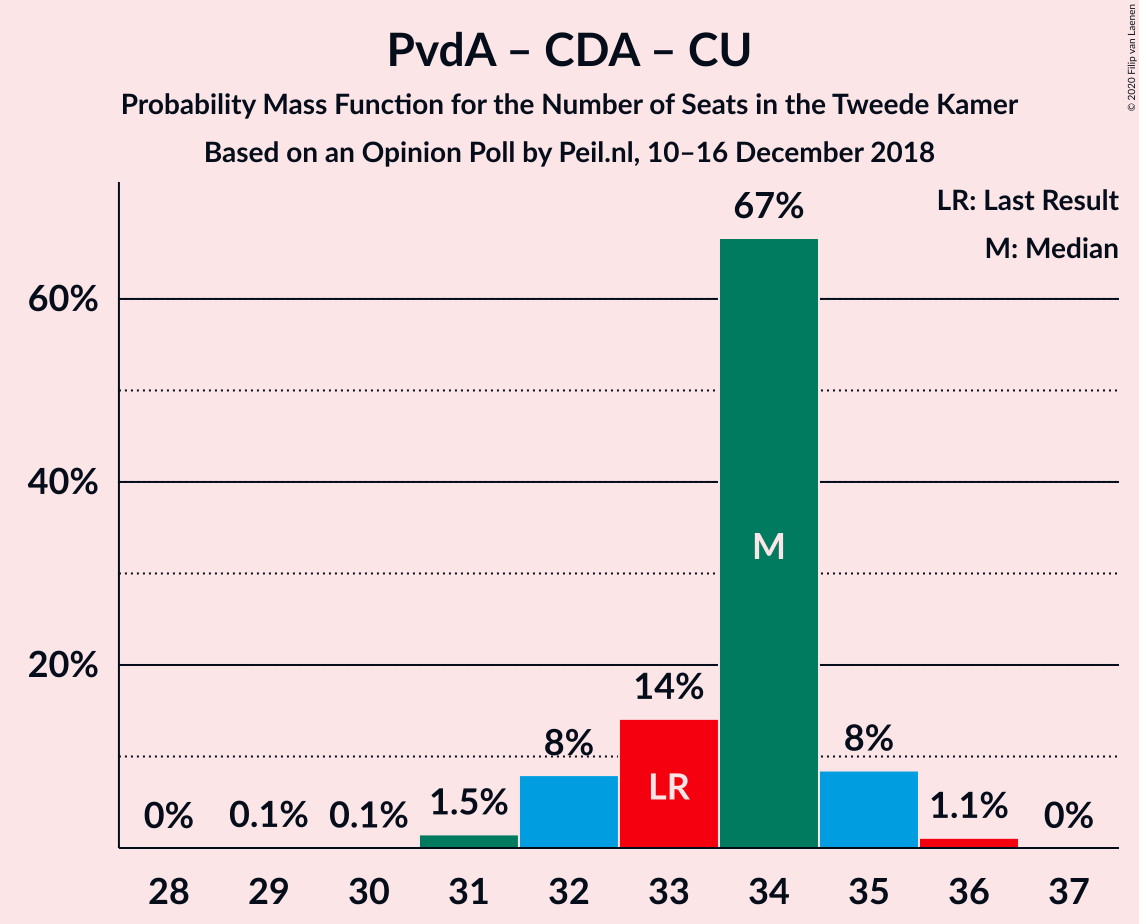 PvdA – CDA – CU
Probability Mass Function for the Number of Seats in the Tweede Kamer
Based on an Opinion Poll by Peil.nl, 10–16 December 2018
© 2020 Filip van Laenen
LR: Last Result
M: Median
60%
40%
20%
0%
0.1%
0.1%
1.5%
8%
14%
67%
8%
1.1%
0%
LR
M
28 29 30 31 32 33 34 35 36 37